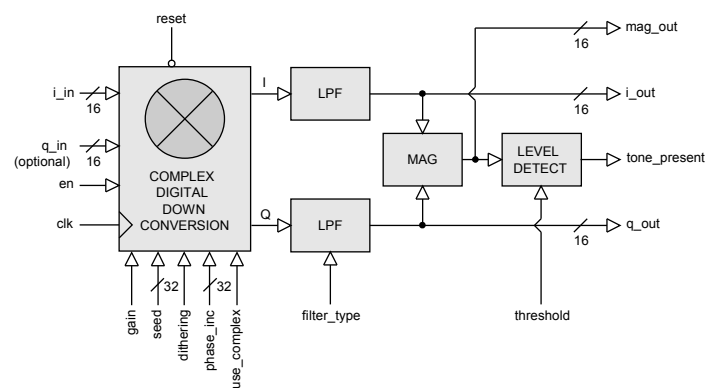 reset
mag_out
16
i_in
16
I
LPF
i_out
16
q_in
(optional)
16
COMPLEX
DIGITAL
DOWN
CONVERSION
MAG
LEVEL
DETECT
tone_present
en
clk
Q
LPF
q_out
16
32
32
gain
seed
dithering
phase_inc
use_complex
filter_type
threshold